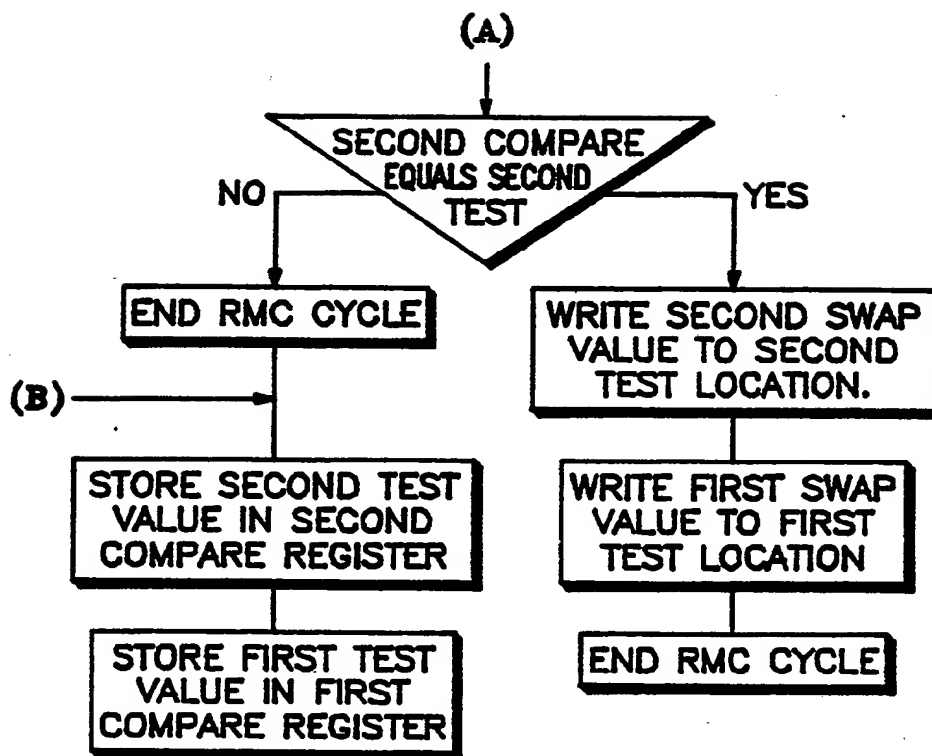 (A)
SECOND COMPARE
EQUALS SECOND
TEST
NO
YES
END RMC CYCLE
WRITE SECOND SWAP
VALUE TO SECOND
TEST LOCATION.
(B)
STORE SECOND TEST
VALUE IN SECOND
COMPARE REGISTER
WRITE FIRST SWAP
VALUE TO FIRST
TEST LOCATION
STORE FIRST TEST
VALUE IN FIRST
COMPARE REGISTER
END RMC CYCLE